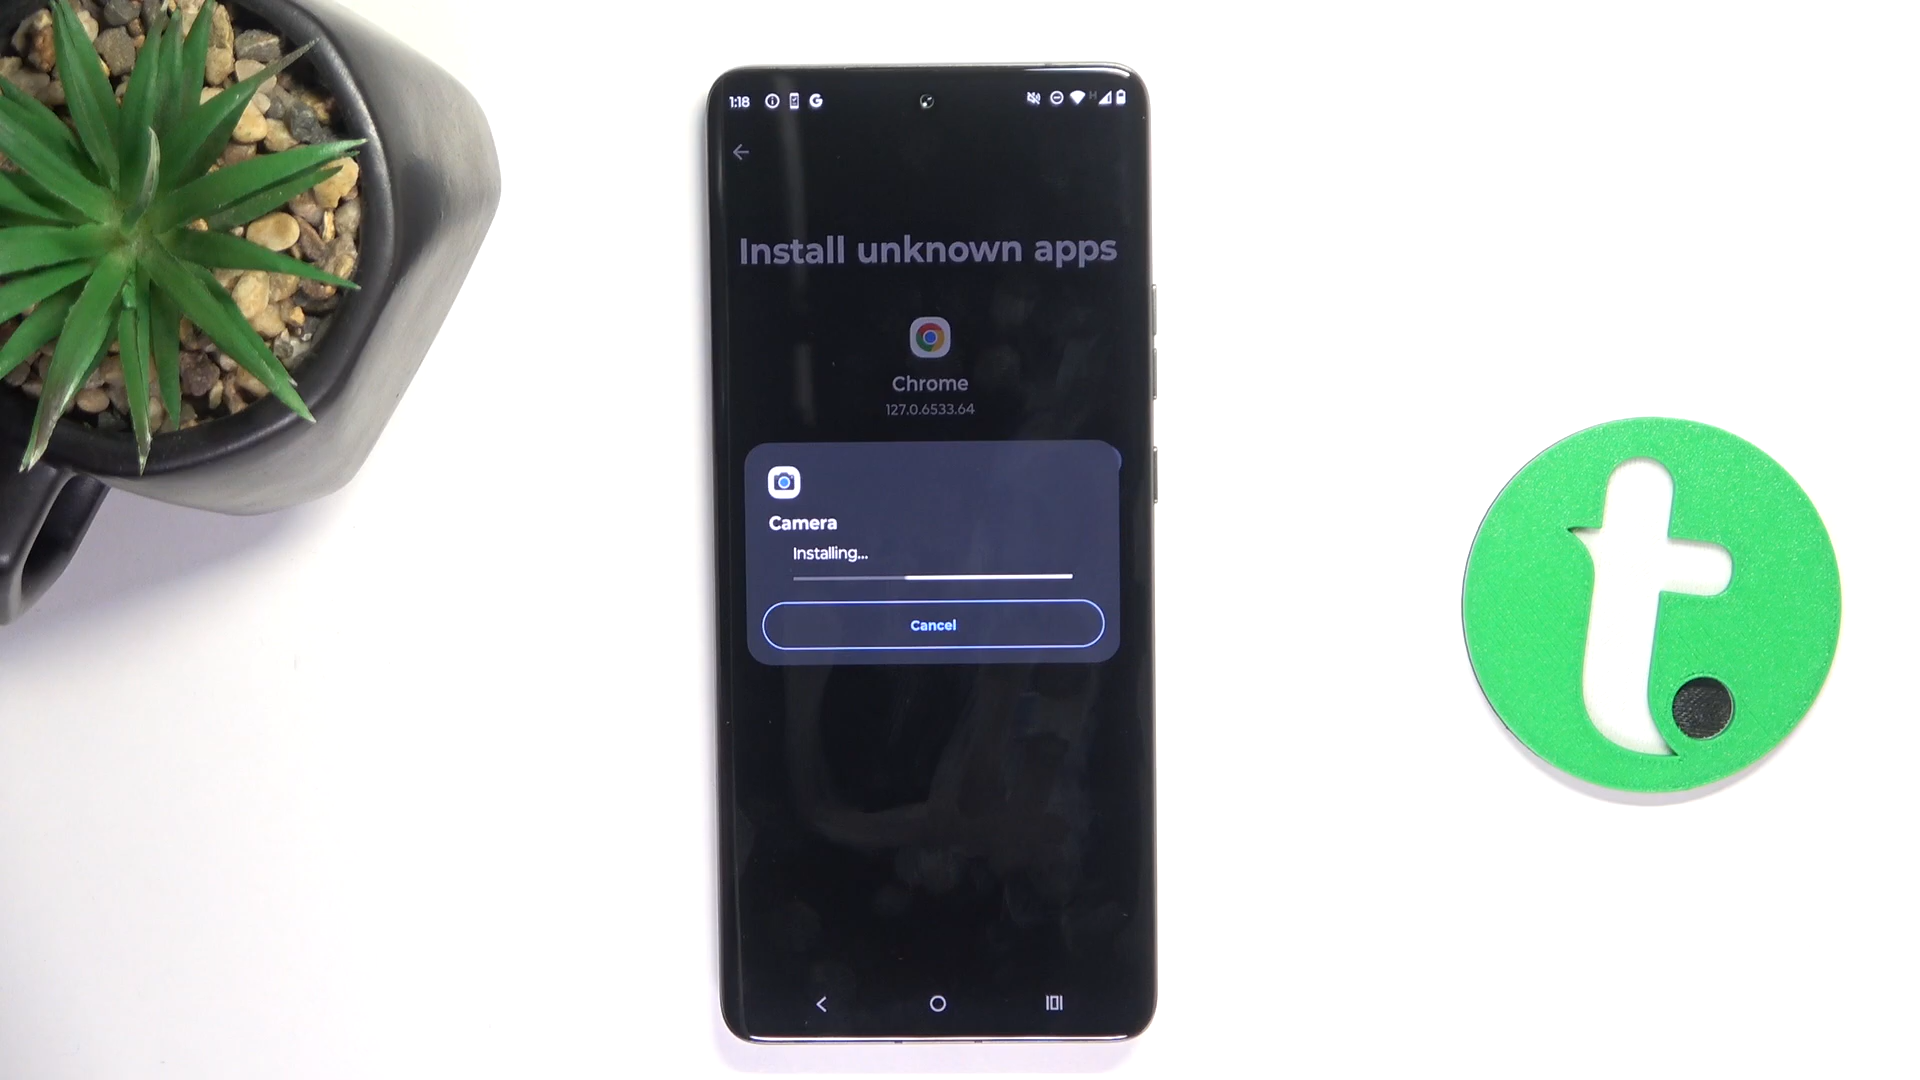 1:18
Install unknown apps
Chrome
127.0.6533.64
Camera
Installing...
Cancel
t.